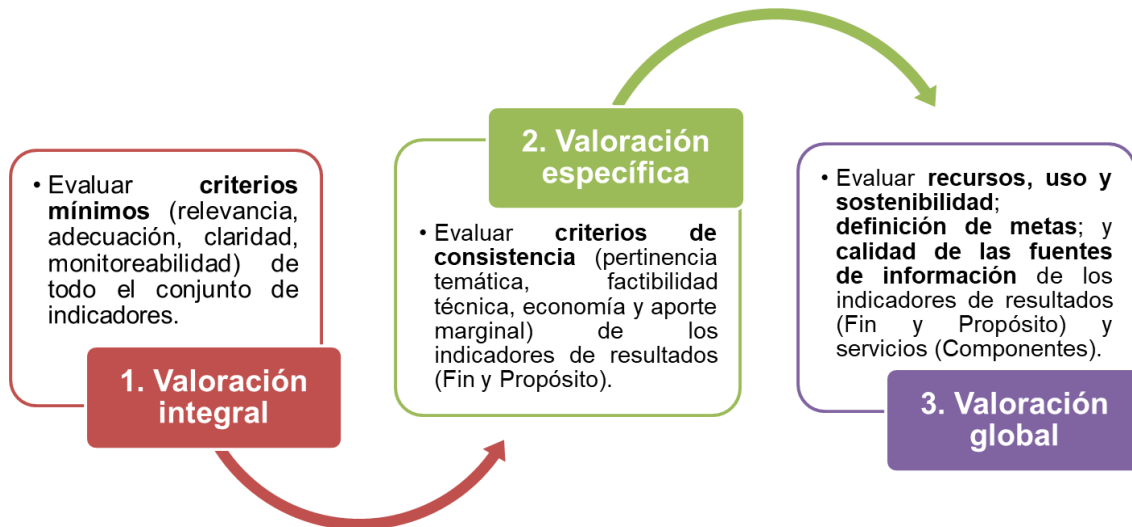 • Evaluar criterios
mínimos (relevancia,
adecuación, claridad,
monitoreabilidad) de
todo el conjunto de
indicadores.
1. Valoración
integral
2. Valoración
específica
• Evaluar criterios de
consistencia (pertinencia
temática, factibilidad
técnica, economía y aporte
marginal) de los
indicadores de resultados
(Fin y Propósito).
• Evaluar recursos, uso y
sostenibilidad;
definición de metas; y
calidad de las fuentes
de información de los
indicadores de resultados
(Fin y Propósito) y
servicios (Componentes).
3. Valoración
global